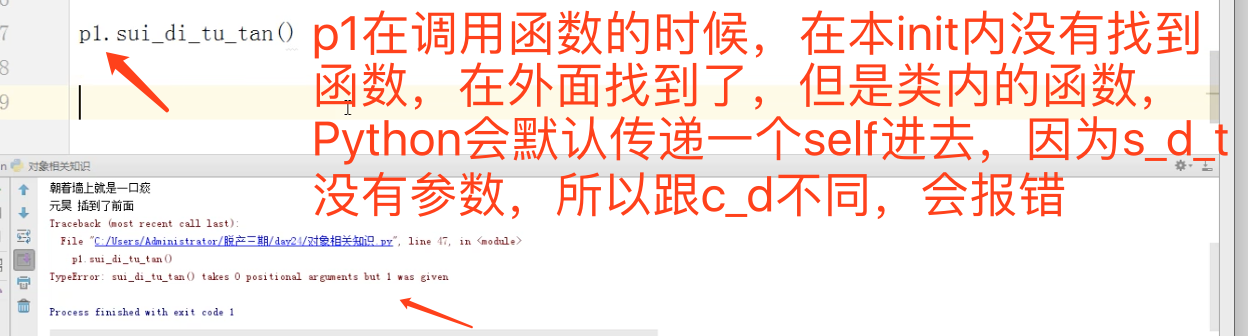 7
p1.sui_di_tu_tan()
p1在调用函数的时候，在本init内没有找到
8
函数，在外面找到了，但是类内的函数，
9
Python会默认传递一个self进去，因为s_d_t
没有参数，所以跟c_d不同，会报错
n 对象相关知识
朝着墙上就是一口痰
元昊 插到了前面
Traceback (most recent call last):
File "C:/Users/Administrator/脱产三期/day24/对象相关知识.py", line 47, in <module>
p1.sui_di_tu_tan()
TypeError: sui_di_tu_tan() takes 0 positional arguments but 1 was given
Process finished with exit code 1